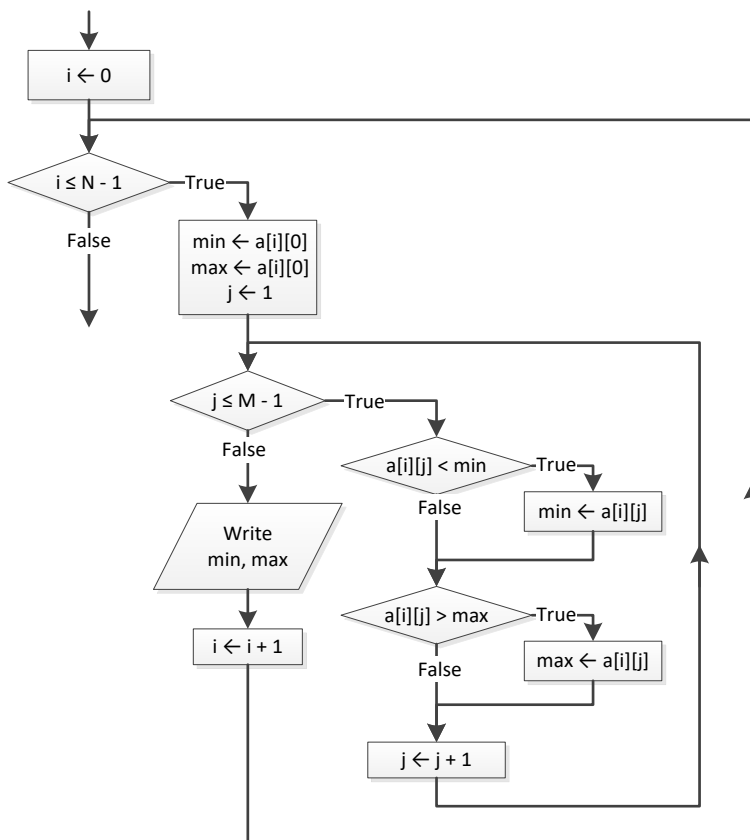 i ← 0
i ≤ N - 1
True
False
min ← a[i][0]
max ← a[i][0]
j ← 1
j ≤ M - 1
True
False
a[i][j] < min
True
False
min ← a[i][j]
Write
min, max
a[i][j] > max
True
False
max ← a[i][j]
i ← i + 1
j ← j + 1